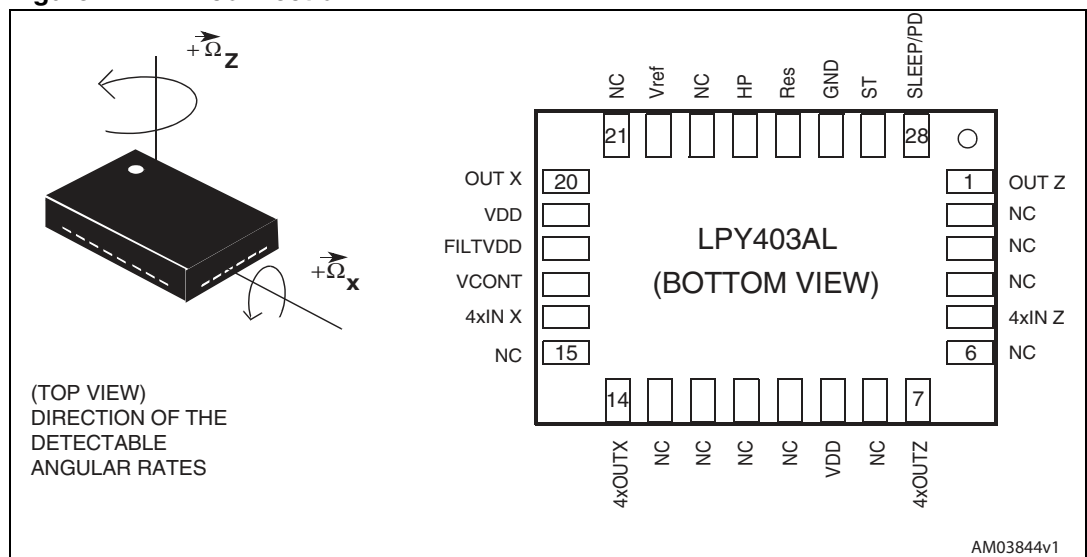 +Ω Z
+Ω x
(TOP VIEW)
DIRECTION OF THE
DETECTABLE
ANGULAR RATES
NC
Vref
NC
HP
Res
GND
ST
SLEEP/PD
21
28
OUT X
20
1
OUT Z
VDD
NC
FILTVDD
NC
VCONT
NC
4xIN X
4xIN Z
NC
15
6
NC
LPY403AL
(BOTTOM VIEW)
14
7
4xOUTX
NC
NC
NC
NC
VDD
NC
4xOUTZ
AM03844v1